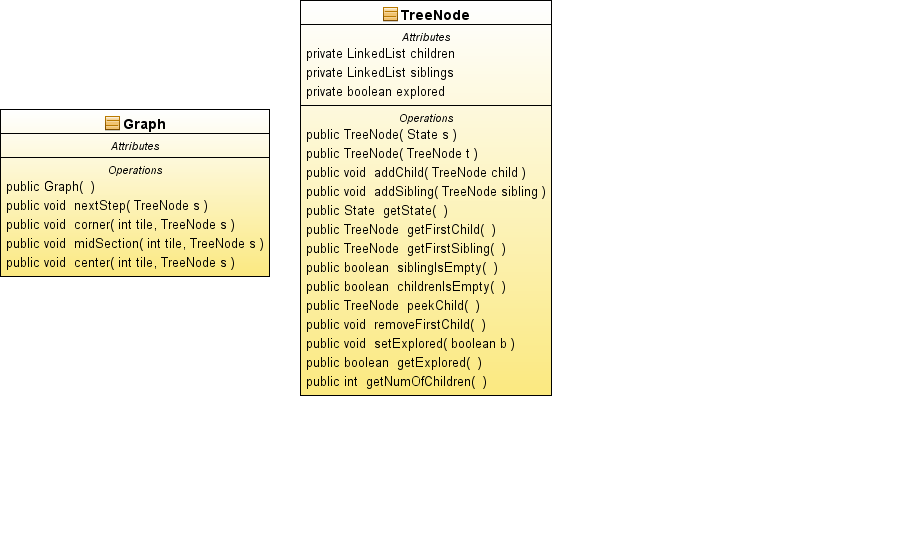 Graph
Attributes
Operations
public Graph(  )
public void  nextStep( TreeNode s )
public void  corner( int tile, TreeNode s )
public void  midSection( int tile, TreeNode s )
public void  center( int tile, TreeNode s )
TreeNode
Attributes
private LinkedList children
private LinkedList siblings
private boolean explored
Operations
public TreeNode( State s )
public TreeNode( TreeNode t )
public void  addChild( TreeNode child )
public void  addSibling( TreeNode sibling )
public State  getState(  )
public TreeNode  getFirstChild(  )
public TreeNode  getFirstSibling(  )
public boolean  siblingIsEmpty(  )
public boolean  childrenIsEmpty(  )
public TreeNode  peekChild(  )
public void  removeFirstChild(  )
public void  setExplored( boolean b )
public boolean  getExplored(  )
public int  getNumOfChildren(  )